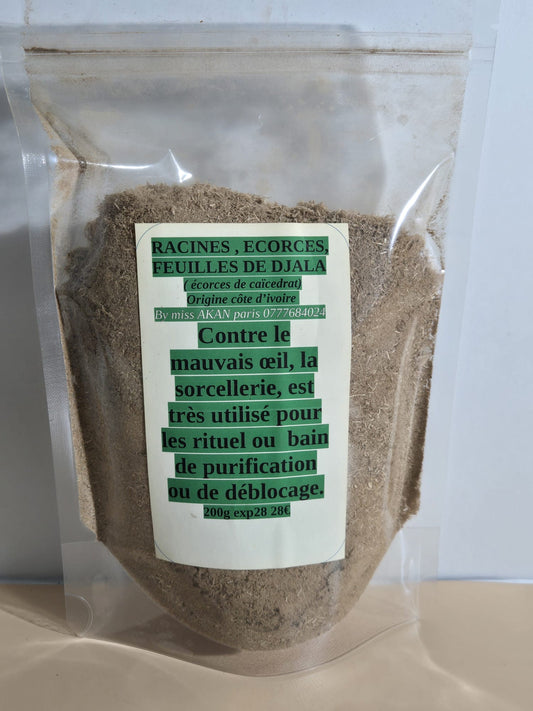 RACINES , ECORCES,
FEUILLES DE DJALA
( écorces de caïcedrat)
Origine côte d'ivoire
By miss AKAN paris 0777684024
Contre le
mauvais œil, la
sorcellerie, est
très utilisé pour
les rituel ou bain
de purification
ou de déblocage.
200g exp28 28€